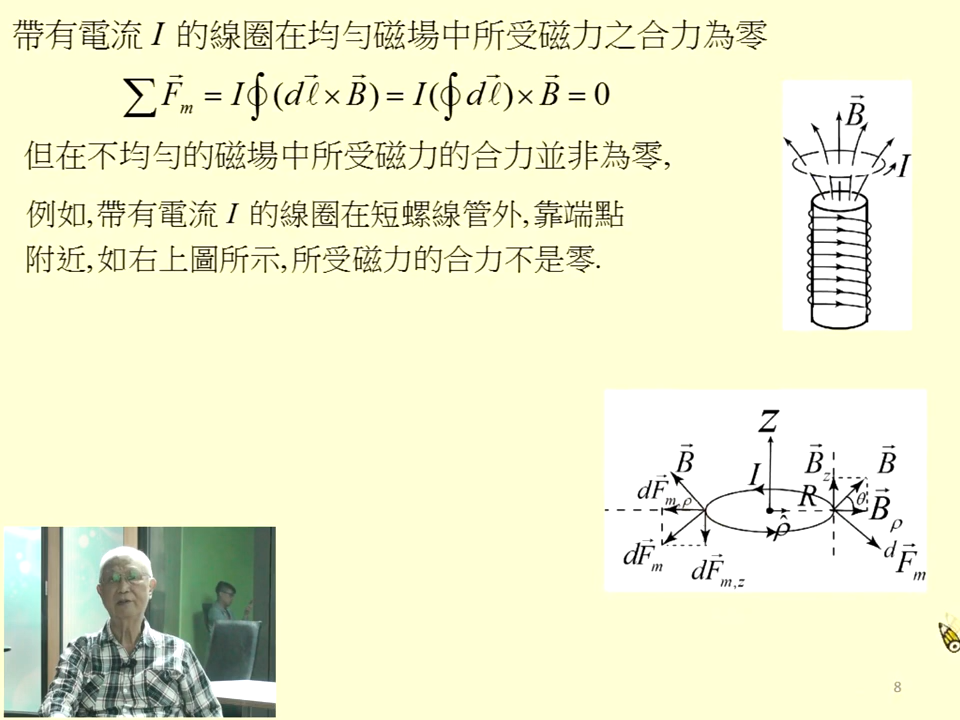 帶有電流 I 的線圈在均勻磁場中所受磁力之合力為零
∑F⃗ₘ = I∮(dℓ⃗ × B⃗) = I(∮dℓ⃗) × B⃗ = 0
但在不均勻的磁場中所受磁力的合力並非為零,
例如,帶有電流 I 的線圈在短螺線管外,靠端點
附近,如右上圖所示,所受磁力的合力不是零.
B⃗
I
z
B⃗
I
B⃗z
B⃗
dF⃗m,ρ
R
θ
B⃗ρ
ρ̂
dF⃗m
dF⃗m,z
dF⃗m
8